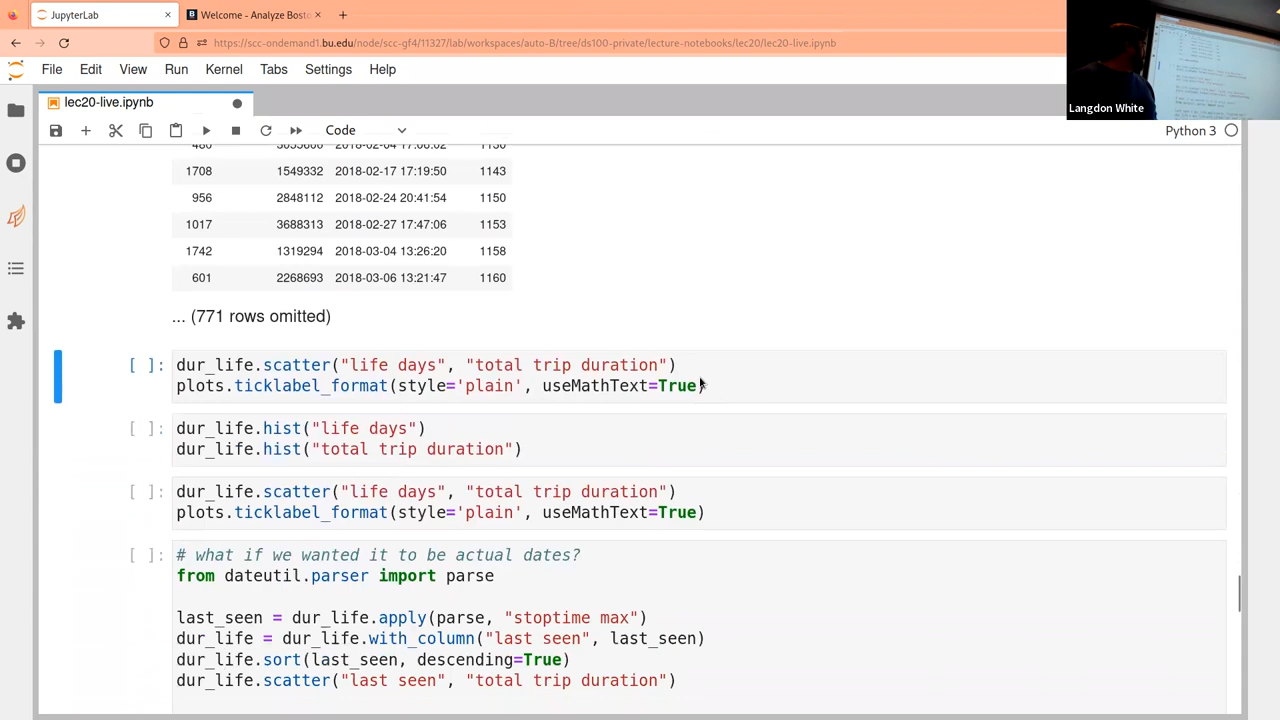 JupyterLab
Welcome - Analyze Bosto
https://scc-ondemand1.bu.edu/node/scc-gf4/11327/lab/workspaces/auto-B/tree/ds100-private/lecture-notebooks/lec20/lec20-live.ipynb
File Edit View Run Kernel Tabs Settings Help
Langdon White
lec20-live.ipynb
Code
Python 3
1708 1549332 2018-02-17 17:19:50 1143
956 2848112 2018-02-24 20:41:54 1150
1017 3688313 2018-02-27 17:47:06 1153
1742 1319294 2018-03-04 13:26:20 1158
601 2268693 2018-03-06 13:21:47 1160
... (771 rows omitted)
[ ]: dur_life.scatter("life days", "total trip duration")
plots.ticklabel_format(style='plain', useMathText=True)
[ ]: dur_life.hist("life days")
dur_life.hist("total trip duration")
[ ]: dur_life.scatter("life days", "total trip duration")
plots.ticklabel_format(style='plain', useMathText=True)
[ ]: # what if we wanted it to be actual dates?
from dateutil.parser import parse
last_seen = dur_life.apply(parse, "stoptime max")
dur_life = dur_life.with_column("last seen", last_seen)
dur_life.sort(last_seen, descending=True)
dur_life.scatter("last seen", "total trip duration")